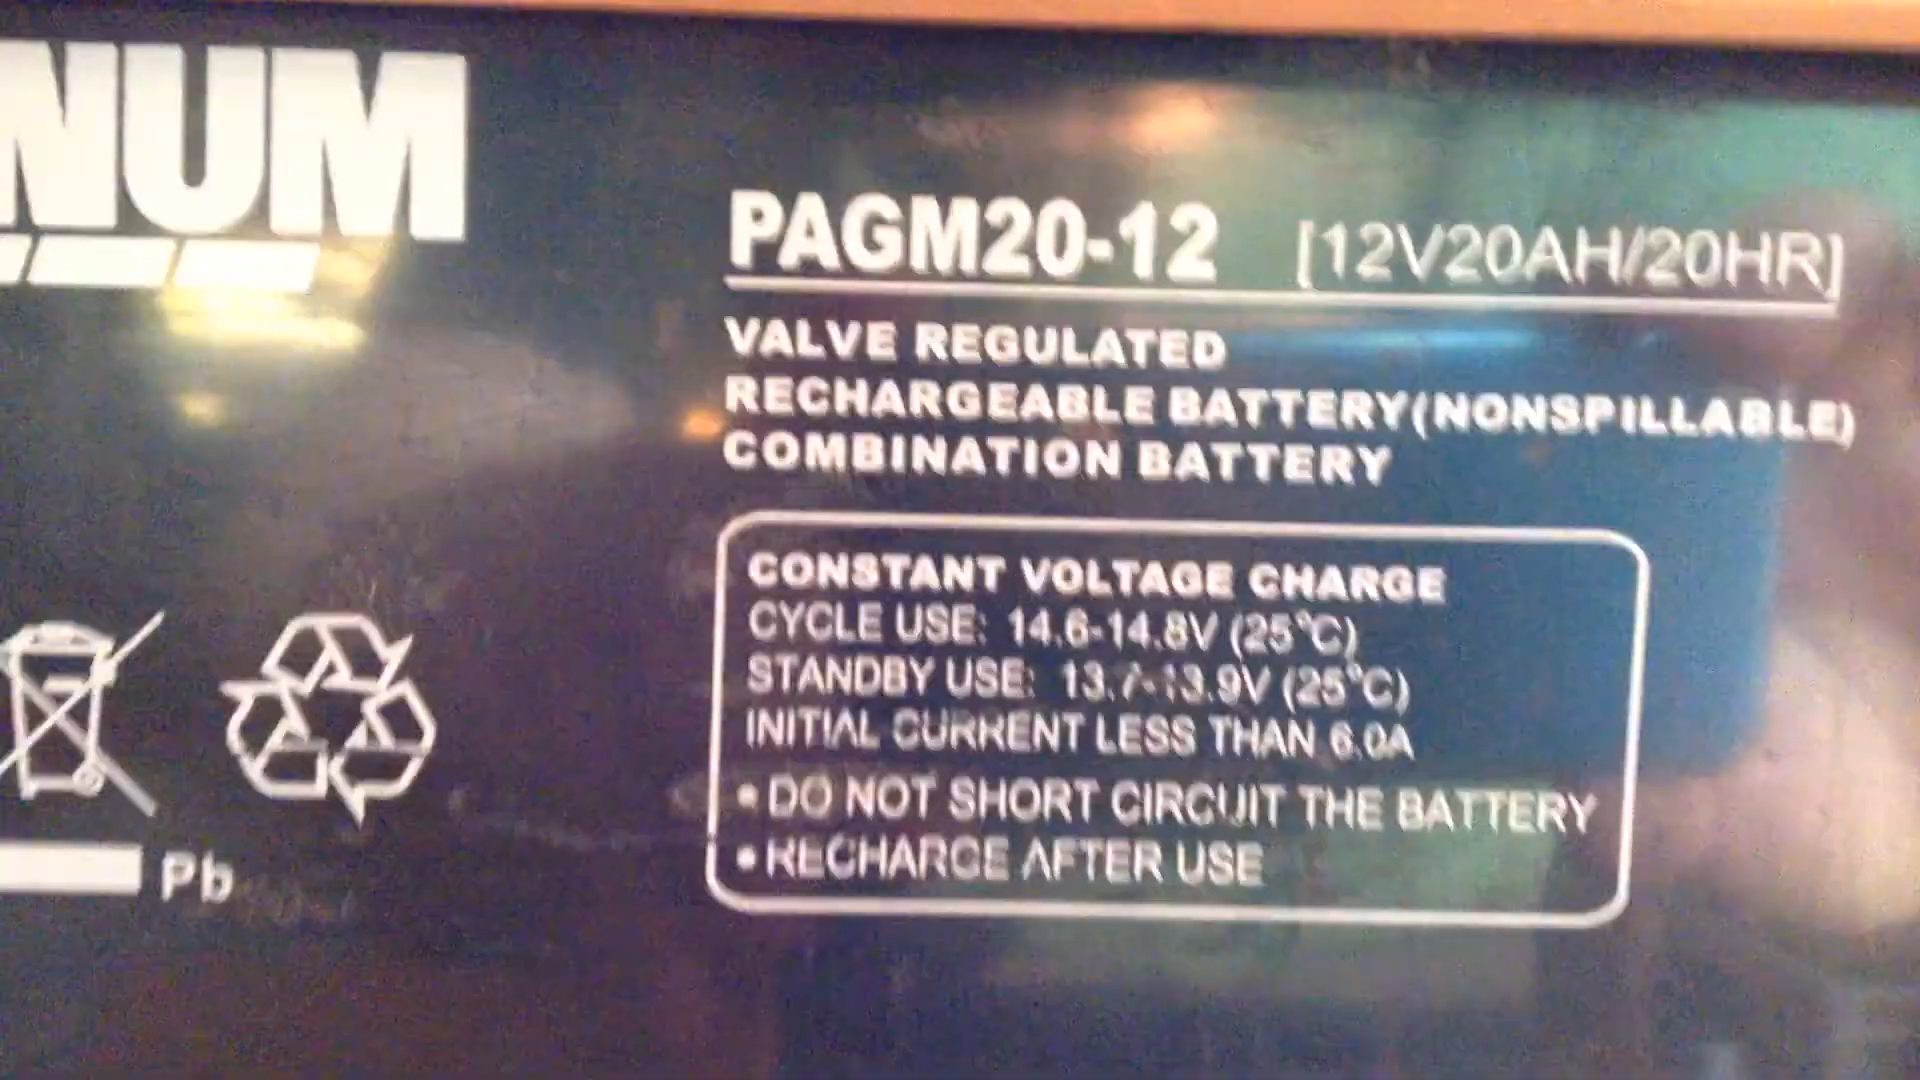 NUM
PAGM20-12 [12V20AH/20HR]
VALVE REGULATED
RECHARGEABLE BATTERY(NONSPILLABLE)
COMBINATION BATTERY
CONSTANT VOLTAGE CHARGE
CYCLE USE: 14.6-14.8V (25°C)
STANDBY USE: 13.7-13.9V (25°C)
INITIAL CURRENT LESS THAN 6.0A
• DO NOT SHORT CIRCUIT THE BATTERY
• RECHARGE AFTER USE
Pb